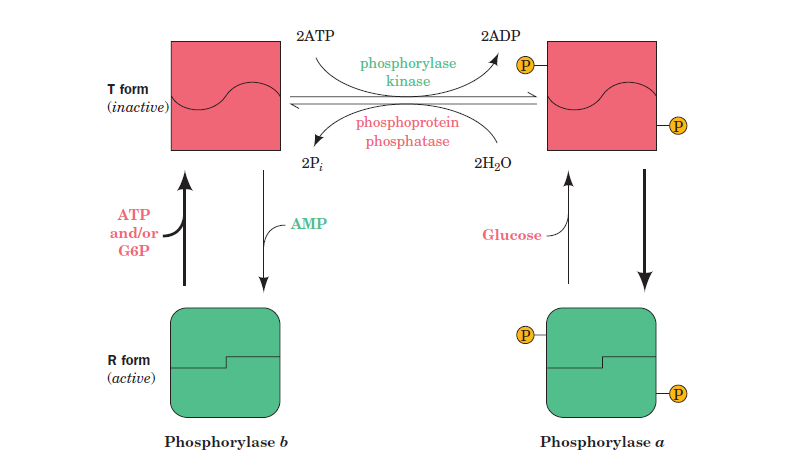 2ATP
2ADP
phosphorylase
kinase
P
T form
(inactive)
phosphoprotein
phosphatase
P
2Pi
2H₂O
ATP
and/or
G6P
AMP
Glucose
P
R form
(active)
P
Phosphorylase b
Phosphorylase a